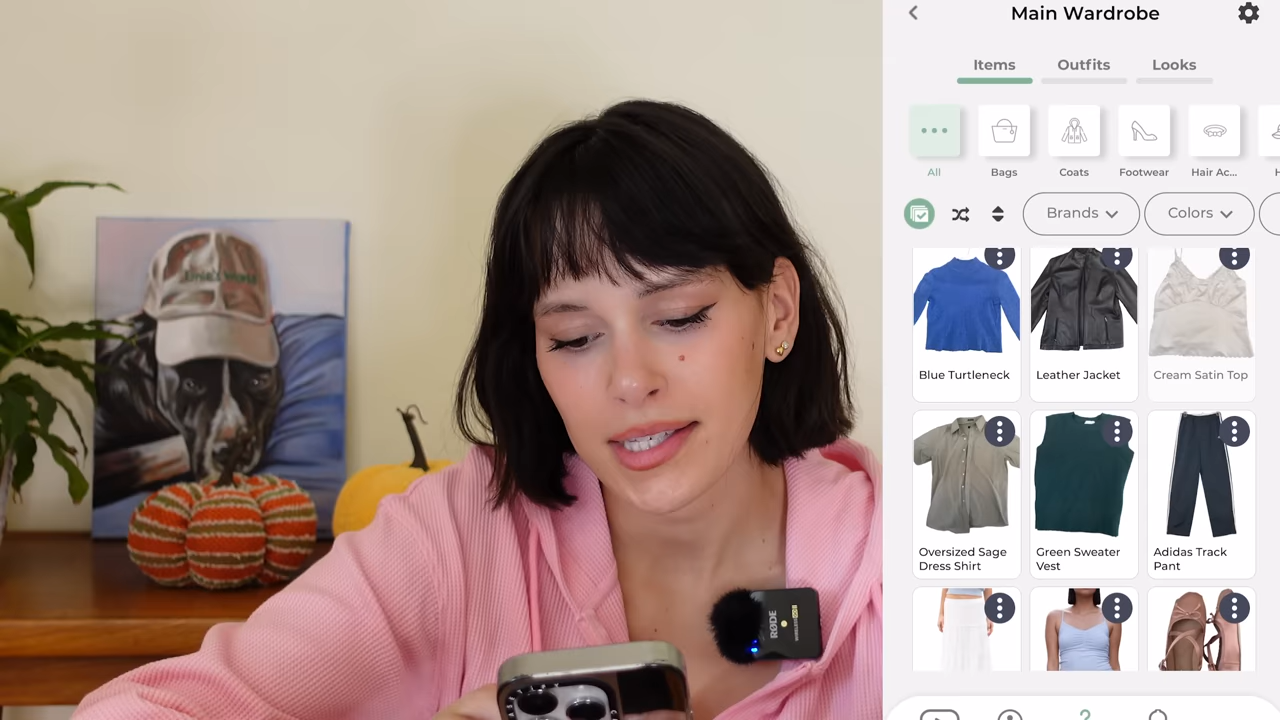 Main Wardrobe
Items
Outfits
Looks
All
Bags
Coats
Footwear
Hair Ac...
H
Brands
Colors
Blue Turtleneck
Leather Jacket
Cream Satin Top
Oversized Sage
Dress Shirt
Green Sweater
Vest
Adidas Track
Pant
RØDE